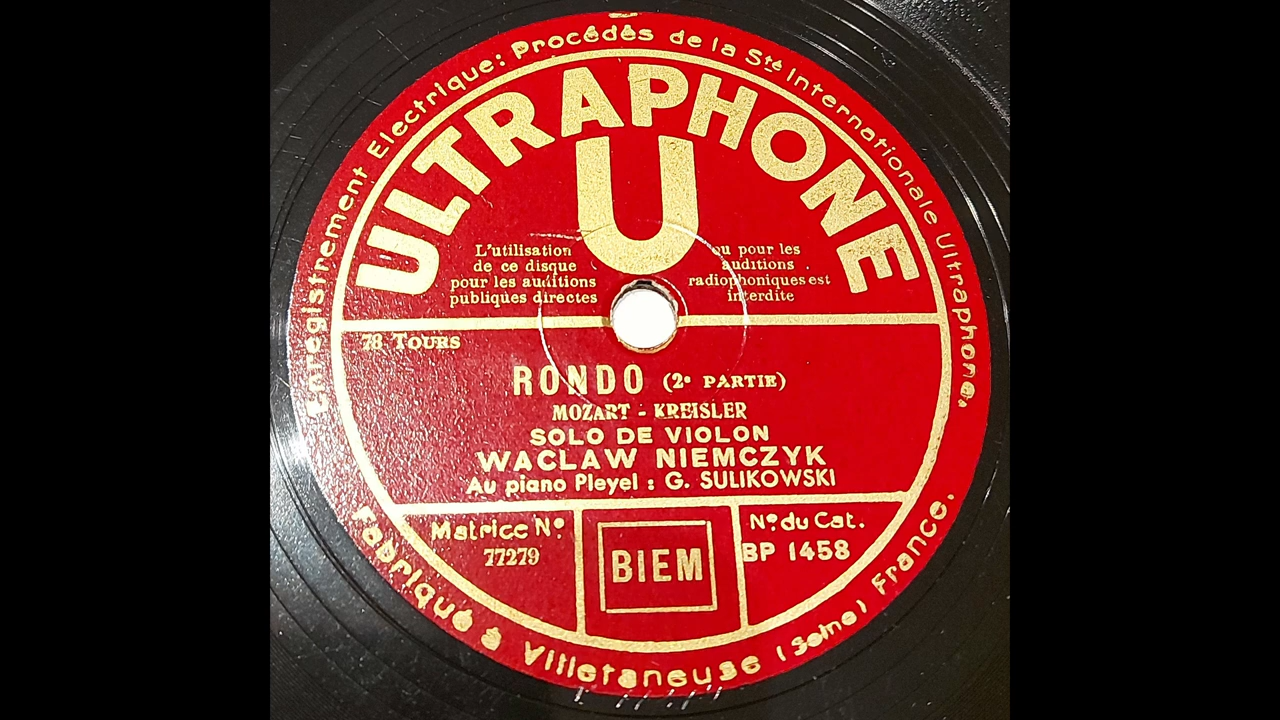 Enregistrement Electrique: Procédés de la Sté Internationale Ultraphone.
ULTRAPHONE
U
L'utilisation
de ce disque
pour les auditions
publiques directes
ou pour les
auditions
radiophoniques est
interdite
78 TOURS
RONDO (2e PARTIE)
MOZART - KREISLER
SOLO DE VIOLON
WACLAW NIEMCZYK
Au piano Pleyel : G. SULIKOWSKI
Matrice No.
77279
BIEM
No. du Cat.
BP 1458
Fabriqué à Villetaneuse (Seine) France.